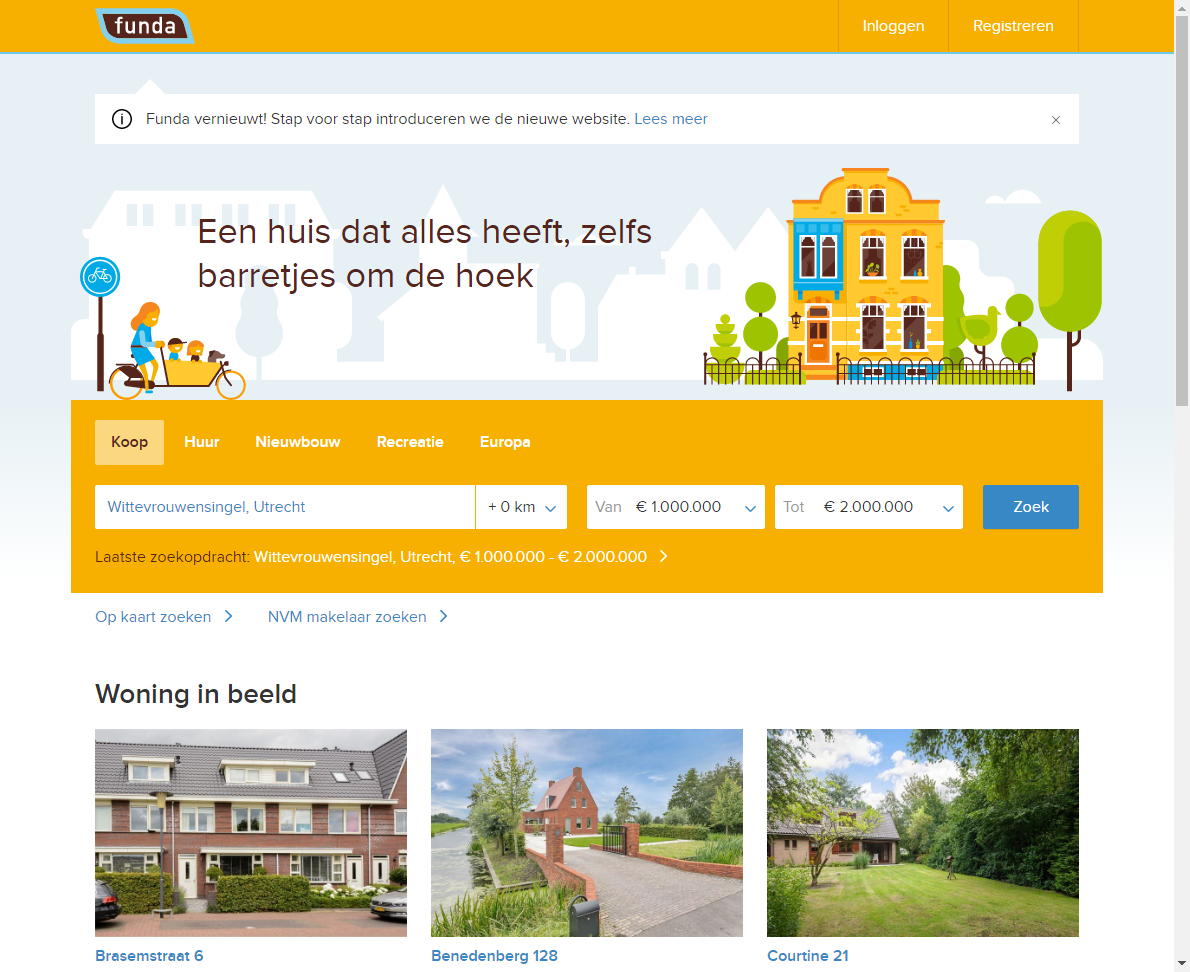 funda
Inloggen
Registreren
Funda vernieuwt! Stap voor stap introduceren we de nieuwe website. Lees meer
Een huis dat alles heeft, zelfs
barretjes om de hoek
Koop Huur Nieuwbouw Recreatie Europa
Wittevrouwensingel, Utrecht + 0 km Van € 1.000.000 Tot € 2.000.000 Zoek
Laatste zoekopdracht: Wittevrouwensingel, Utrecht, € 1.000.000 - € 2.000.000
Op kaart zoeken NVM makelaar zoeken
Woning in beeld
Brasemstraat 6 Benedenberg 128 Courtine 21